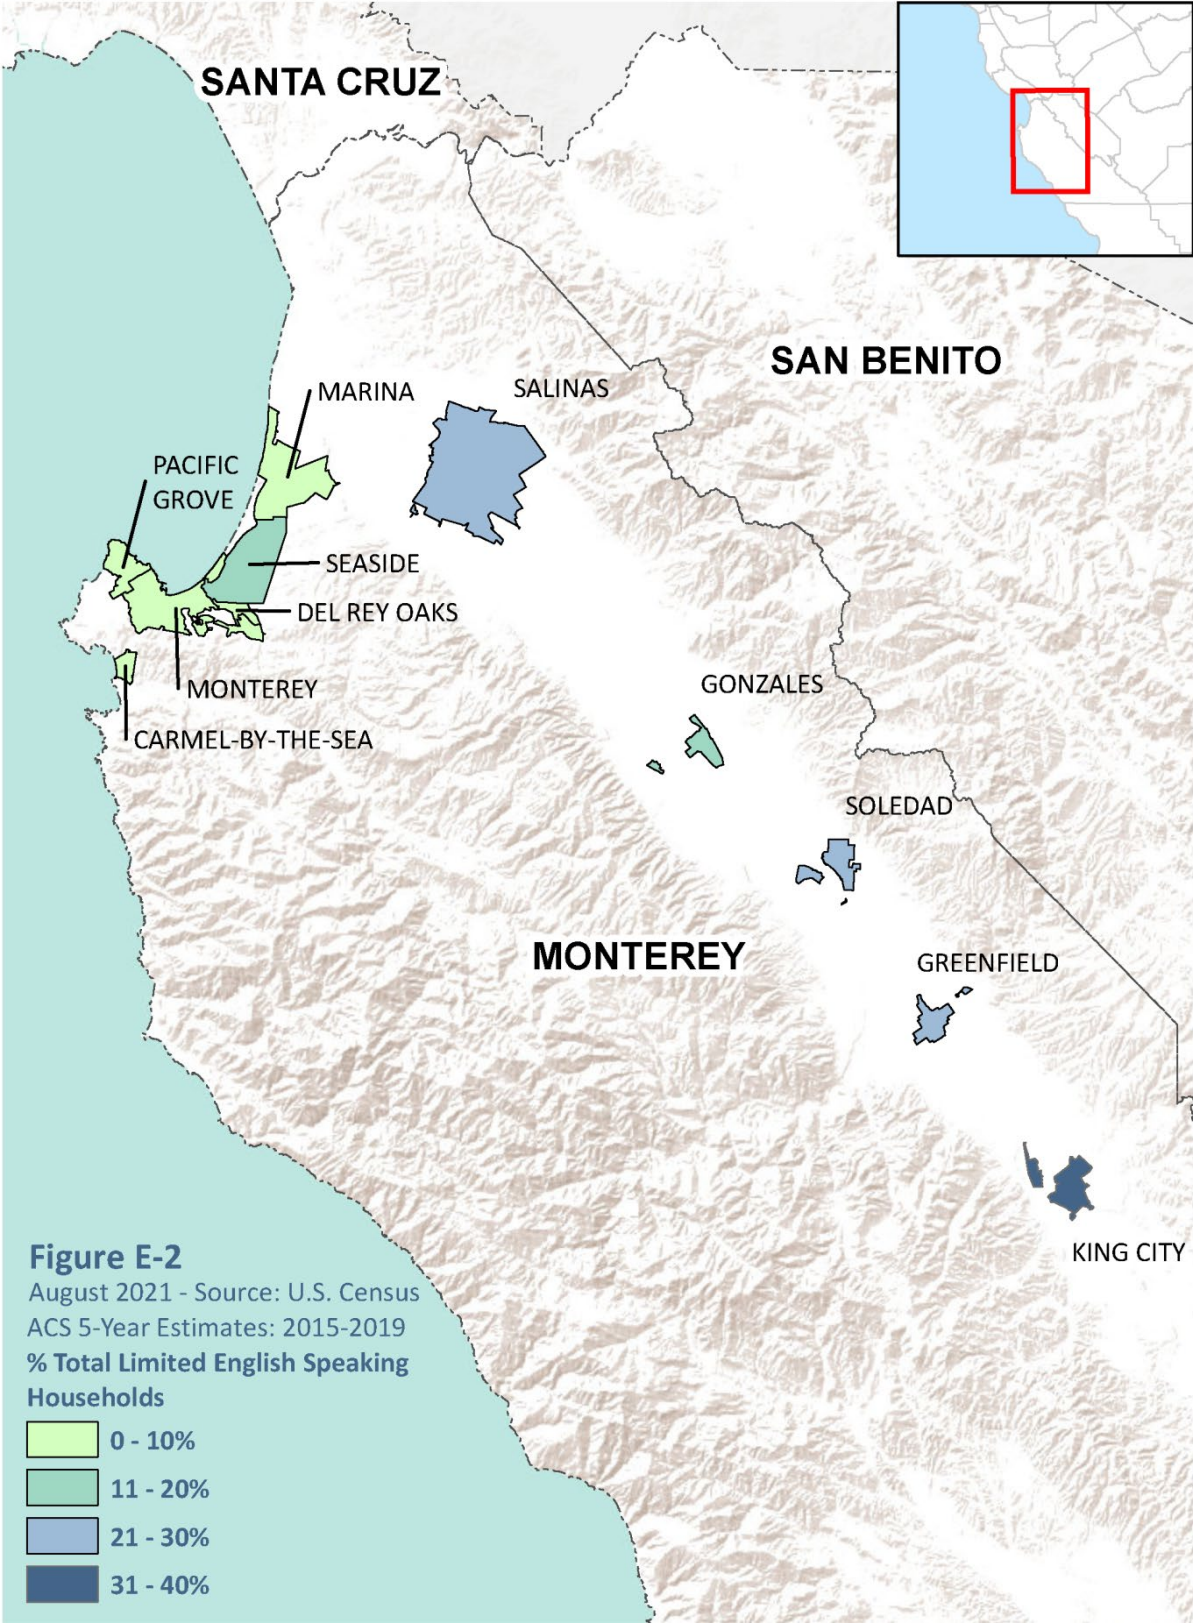 SANTA CRUZ
SAN BENITO
MARINA
SALINAS
PACIFIC
GROVE
SEASIDE
DEL REY OAKS
MONTEREY
CARMEL-BY-THE-SEA
GONZALES
SOLEDAD
MONTEREY
GREENFIELD
KING CITY
Figure E-2
August 2021 - Source: U.S. Census
ACS 5-Year Estimates: 2015-2019
% Total Limited English Speaking
Households
0 - 10%
11 - 20%
21 - 30%
31 - 40%